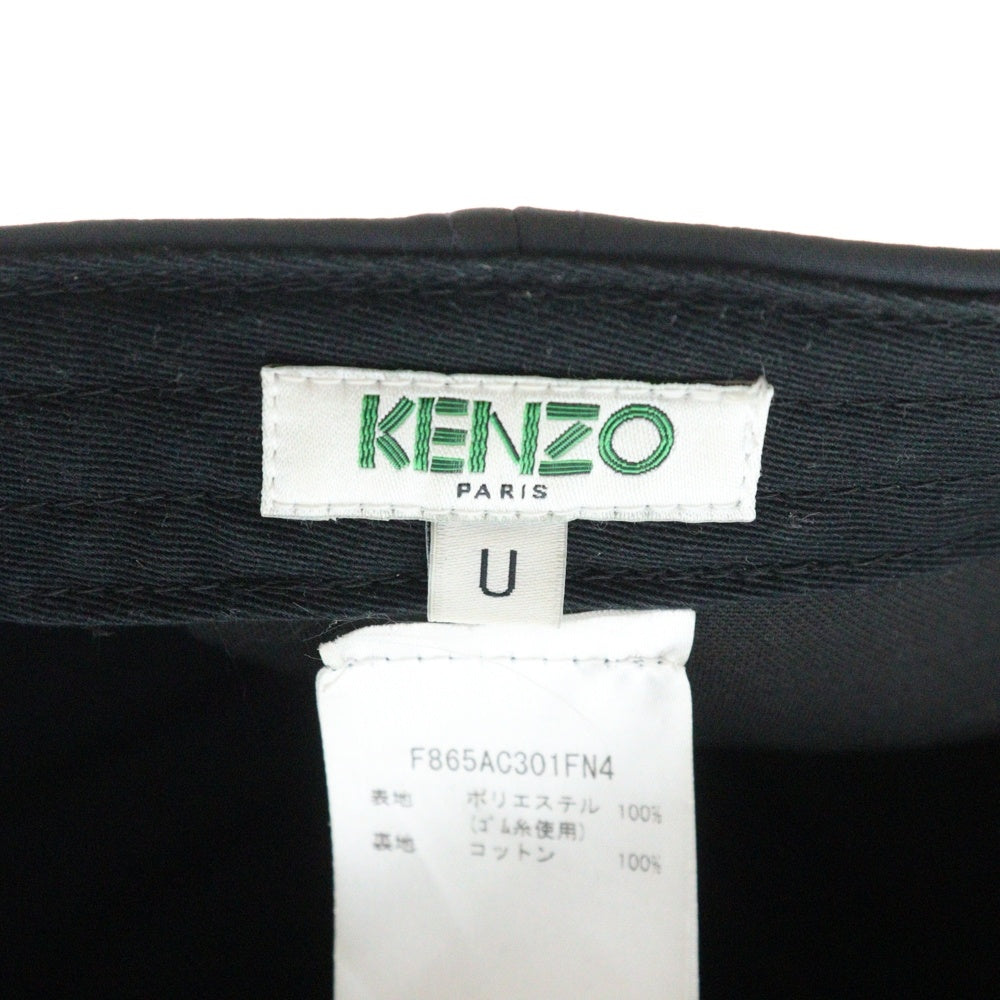 KENZO
PARIS
U
F865AC301FN4
表地 ポリエステル 100%
(ゴム糸使用)
裏地 コットン 100%